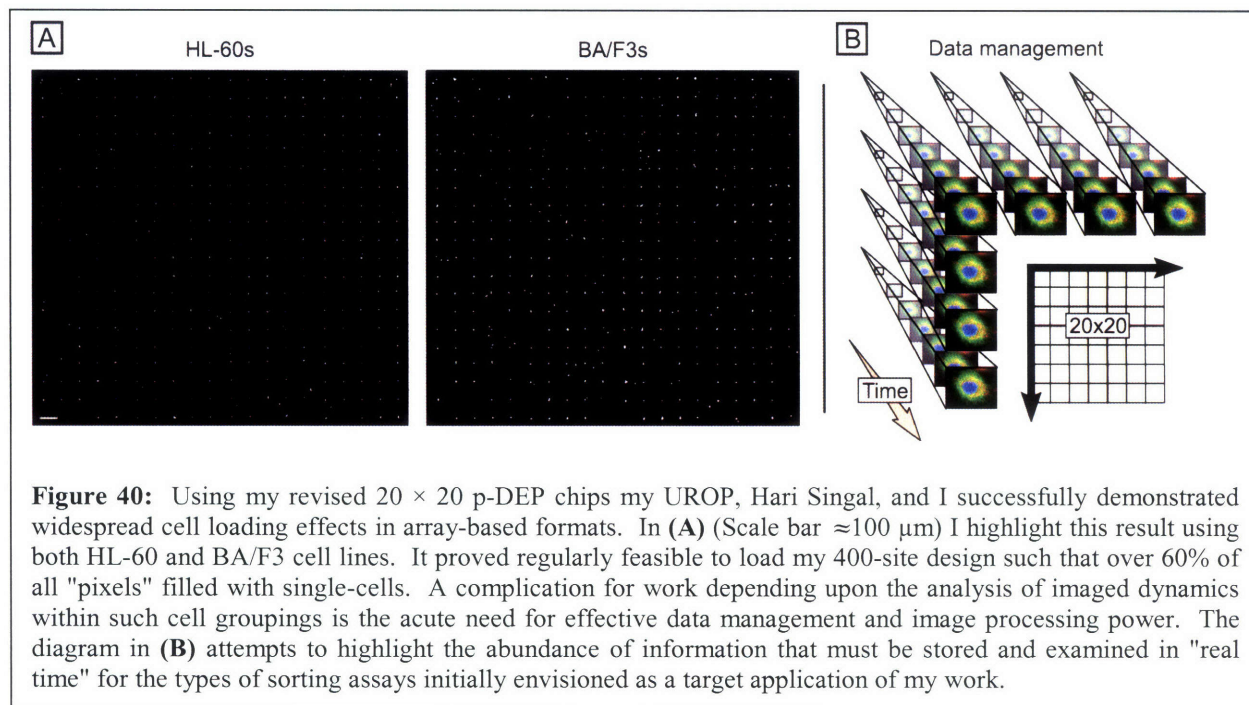 A
HL-60s
BA/F3s
B
Data management
20x20
Time
Figure 40: Using my revised 20 × 20 p-DEP chips my UROP, Hari Singal, and I successfully demonstrated
widespread cell loading effects in array-based formats. In (A) (Scale bar ≈100 μm) I highlight this result using
both HL-60 and BA/F3 cell lines. It proved regularly feasible to load my 400-site design such that over 60% of
all "pixels" filled with single-cells. A complication for work depending upon the analysis of imaged dynamics
within such cell groupings is the acute need for effective data management and image processing power. The
diagram in (B) attempts to highlight the abundance of information that must be stored and examined in "real
time" for the types of sorting assays initially envisioned as a target application of my work.